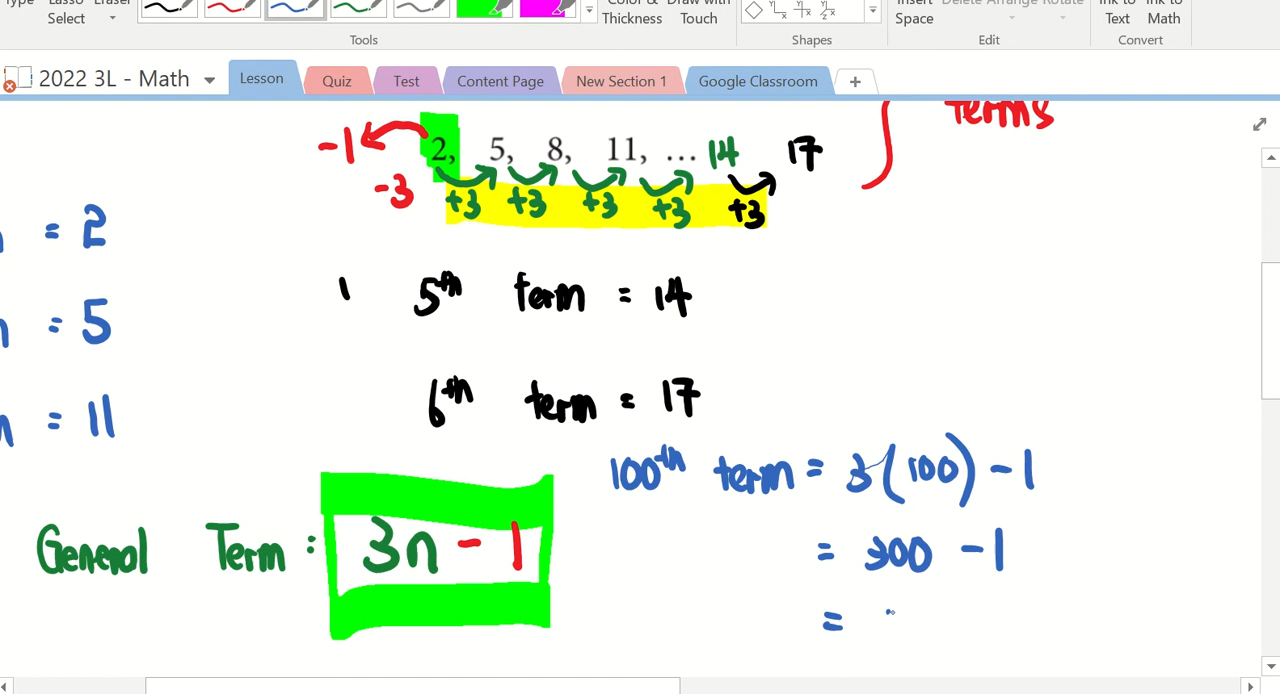 Type Lasso Select Eraser Color & Thickness Draw with Touch Insert Space Delete Arrange Rotate Ink to Text Ink to Math
Tools Shapes Edit Convert
2022 3L - Math Lesson Quiz Test Content Page New Section 1 Google Classroom +
terms
-1 2, 5, 8, 11, ... 14 17
-3 +3 +3 +3 +3 +3
= 2
5th term = 14
= 5
6th term = 17
= 11
100th term = 3(100) - 1
General Term : 3n - 1
= 300 - 1
=